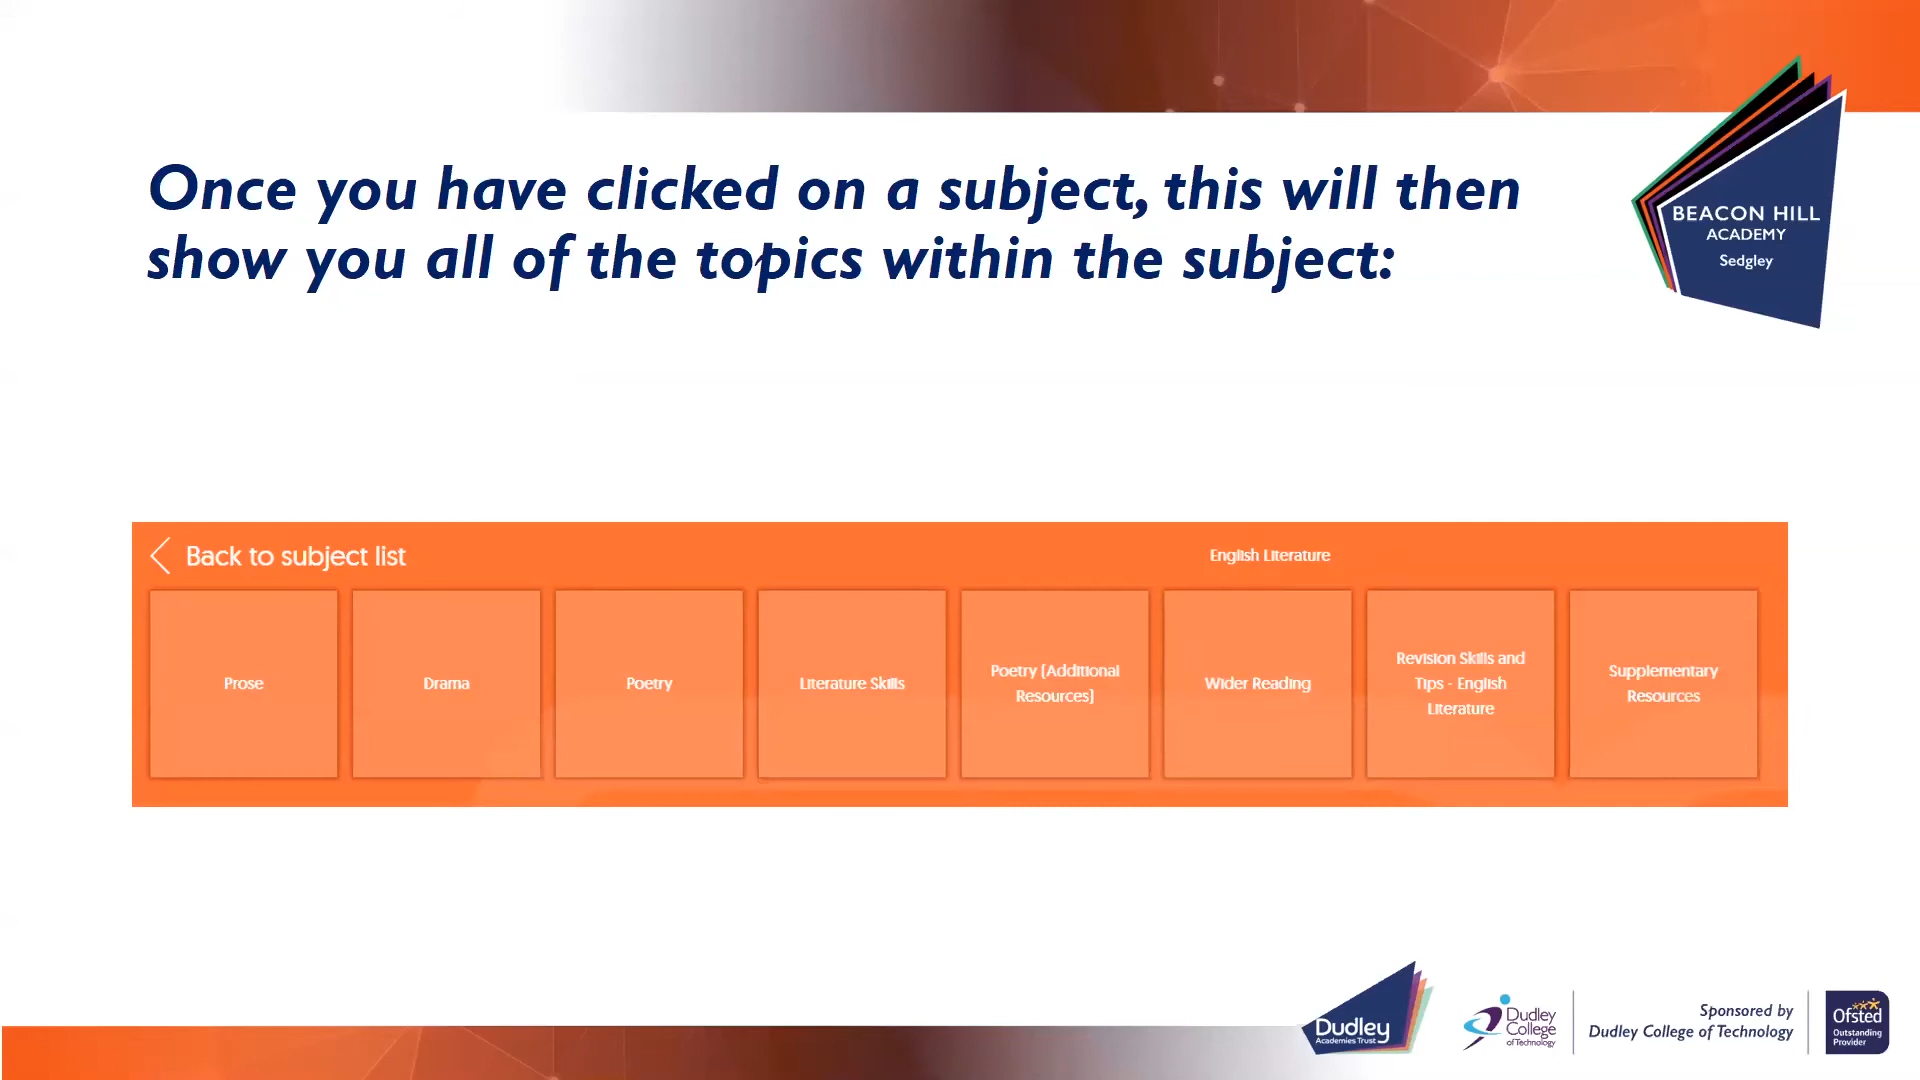 Once you have clicked on a subject, this will then
show you all of the topics within the subject:
BEACON HILL
ACADEMY
Sedgley
Back to subject list
English Literature
Prose
Drama
Poetry
Literature Skills
Poetry (Additional
Resources)
Wider Reading
Revision Skills and
Tips - English
Literature
Supplementary
Resources
Dudley
Academies Trust
Dudley
College
of Technology
Sponsored by
Dudley College of Technology
Ofsted
Outstanding
Provider